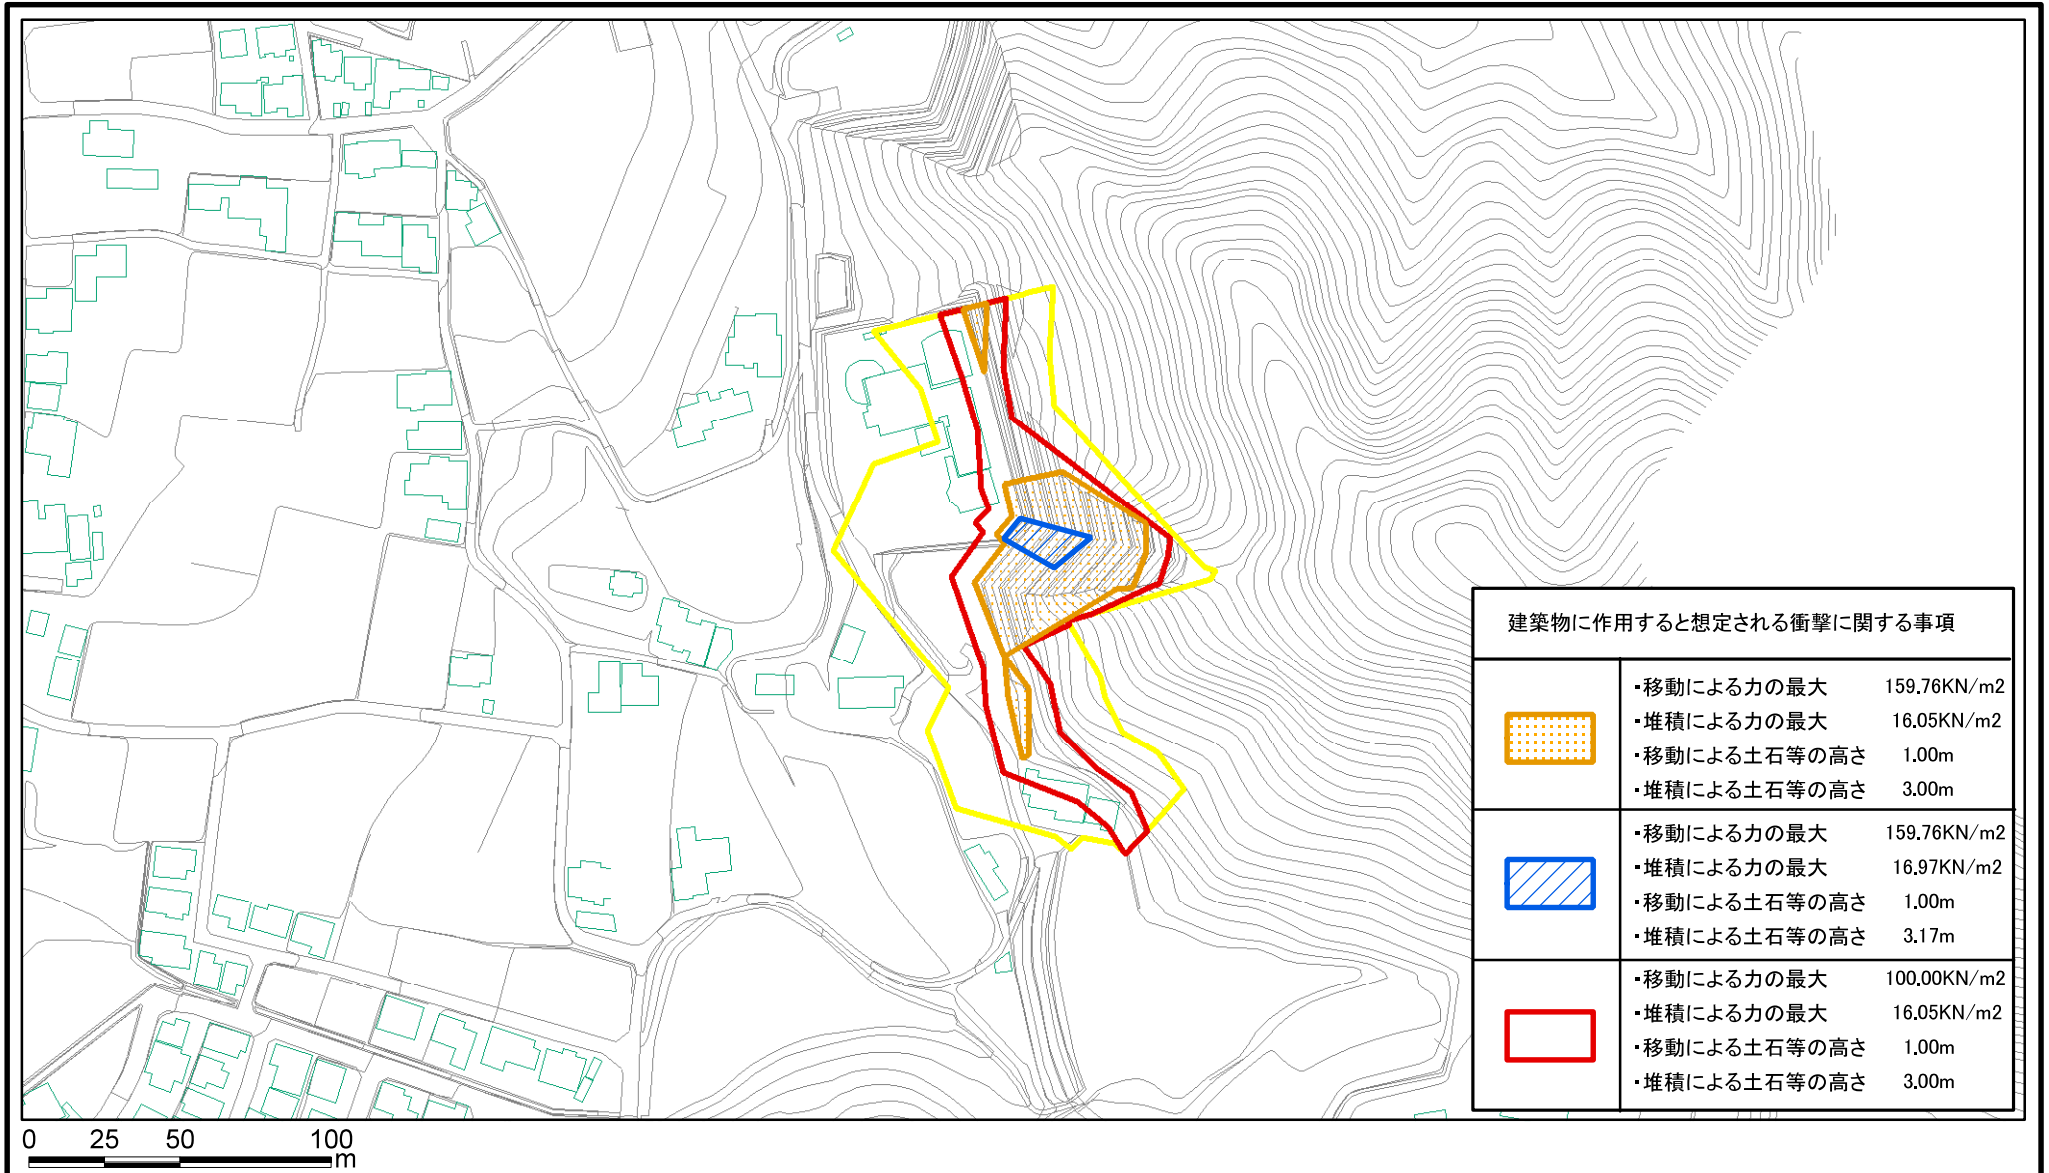 建築物に作用すると想定される衝撃に関する事項
・移動による力の最大 159.76KN/m2
・堆積による力の最大 16.05KN/m2
・移動による土石等の高さ 1.00m
・堆積による土石等の高さ 3.00m
・移動による力の最大 159.76KN/m2
・堆積による力の最大 16.97KN/m2
・移動による土石等の高さ 1.00m
・堆積による土石等の高さ 3.17m
・移動による力の最大 100.00KN/m2
・堆積による力の最大 16.05KN/m2
・移動による土石等の高さ 1.00m
・堆積による土石等の高さ 3.00m
0 25 50 100
m